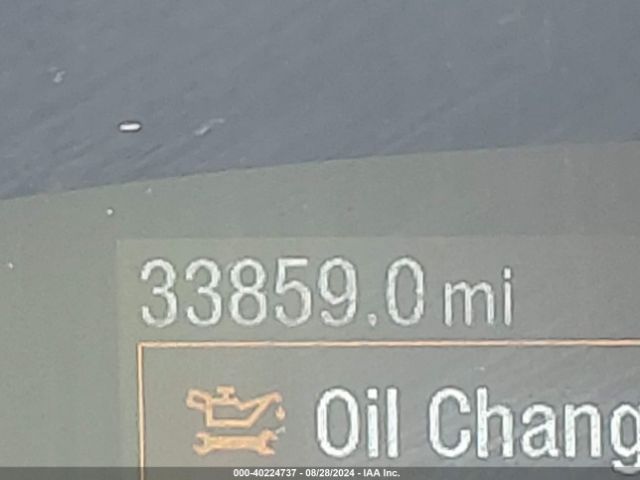 33859.0 mi
Oil Chang
000-40224737 - 08/28/2024 - IAA Inc.